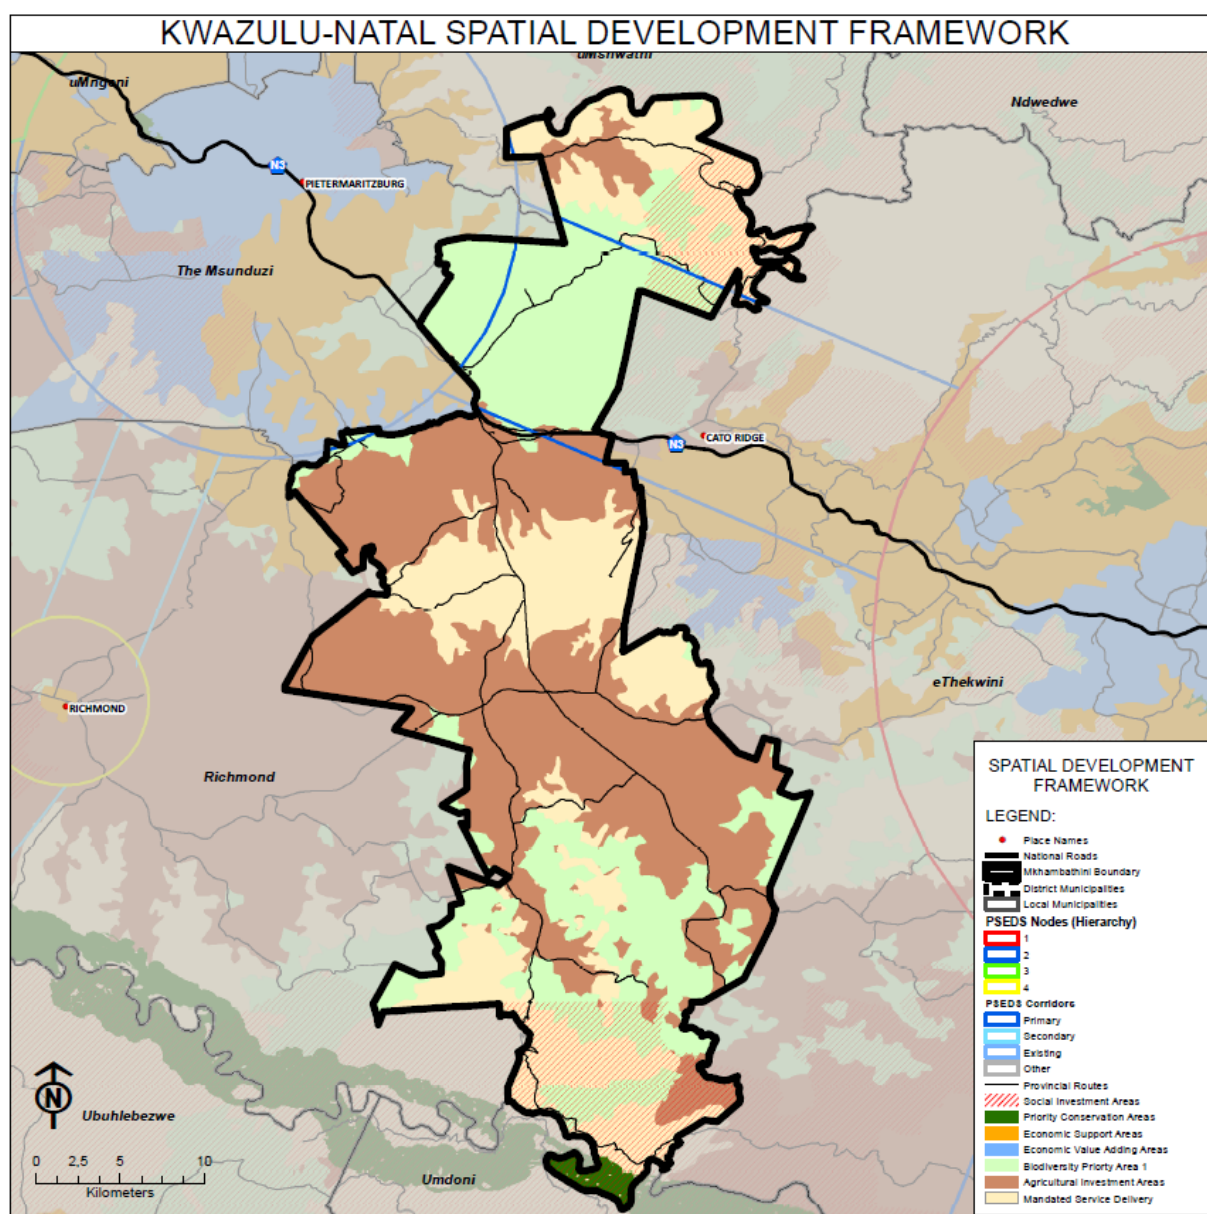 KWAZULU-NATAL SPATIAL DEVELOPMENT FRAMEWORK
uMshwathi
uMngeni
Ndwedwe
N3
PIETERMARITZBURG
The Msunduzi
N3
CATO RIDGE
eThekwini
RICHMOND
Richmond
SPATIAL DEVELOPMENT
FRAMEWORK
LEGEND:
Place Names
National Roads
Mkhambathini Boundary
District Municipalities
Local Municipalities
PSEDS Nodes (Hierarchy)
1
2
3
4
PSEDS Corridors
Primary
Secondary
Existing
Other
Provincial Routes
Social Investment Areas
Priority Conservation Areas
Economic Support Areas
Economic Value Adding Areas
Biodiversity Priorty Area 1
Agricultural Investment Areas
Mandated Service Delivery
N
Ubuhlebezwe
Umdoni
0 2,5 5 10
Kilometers